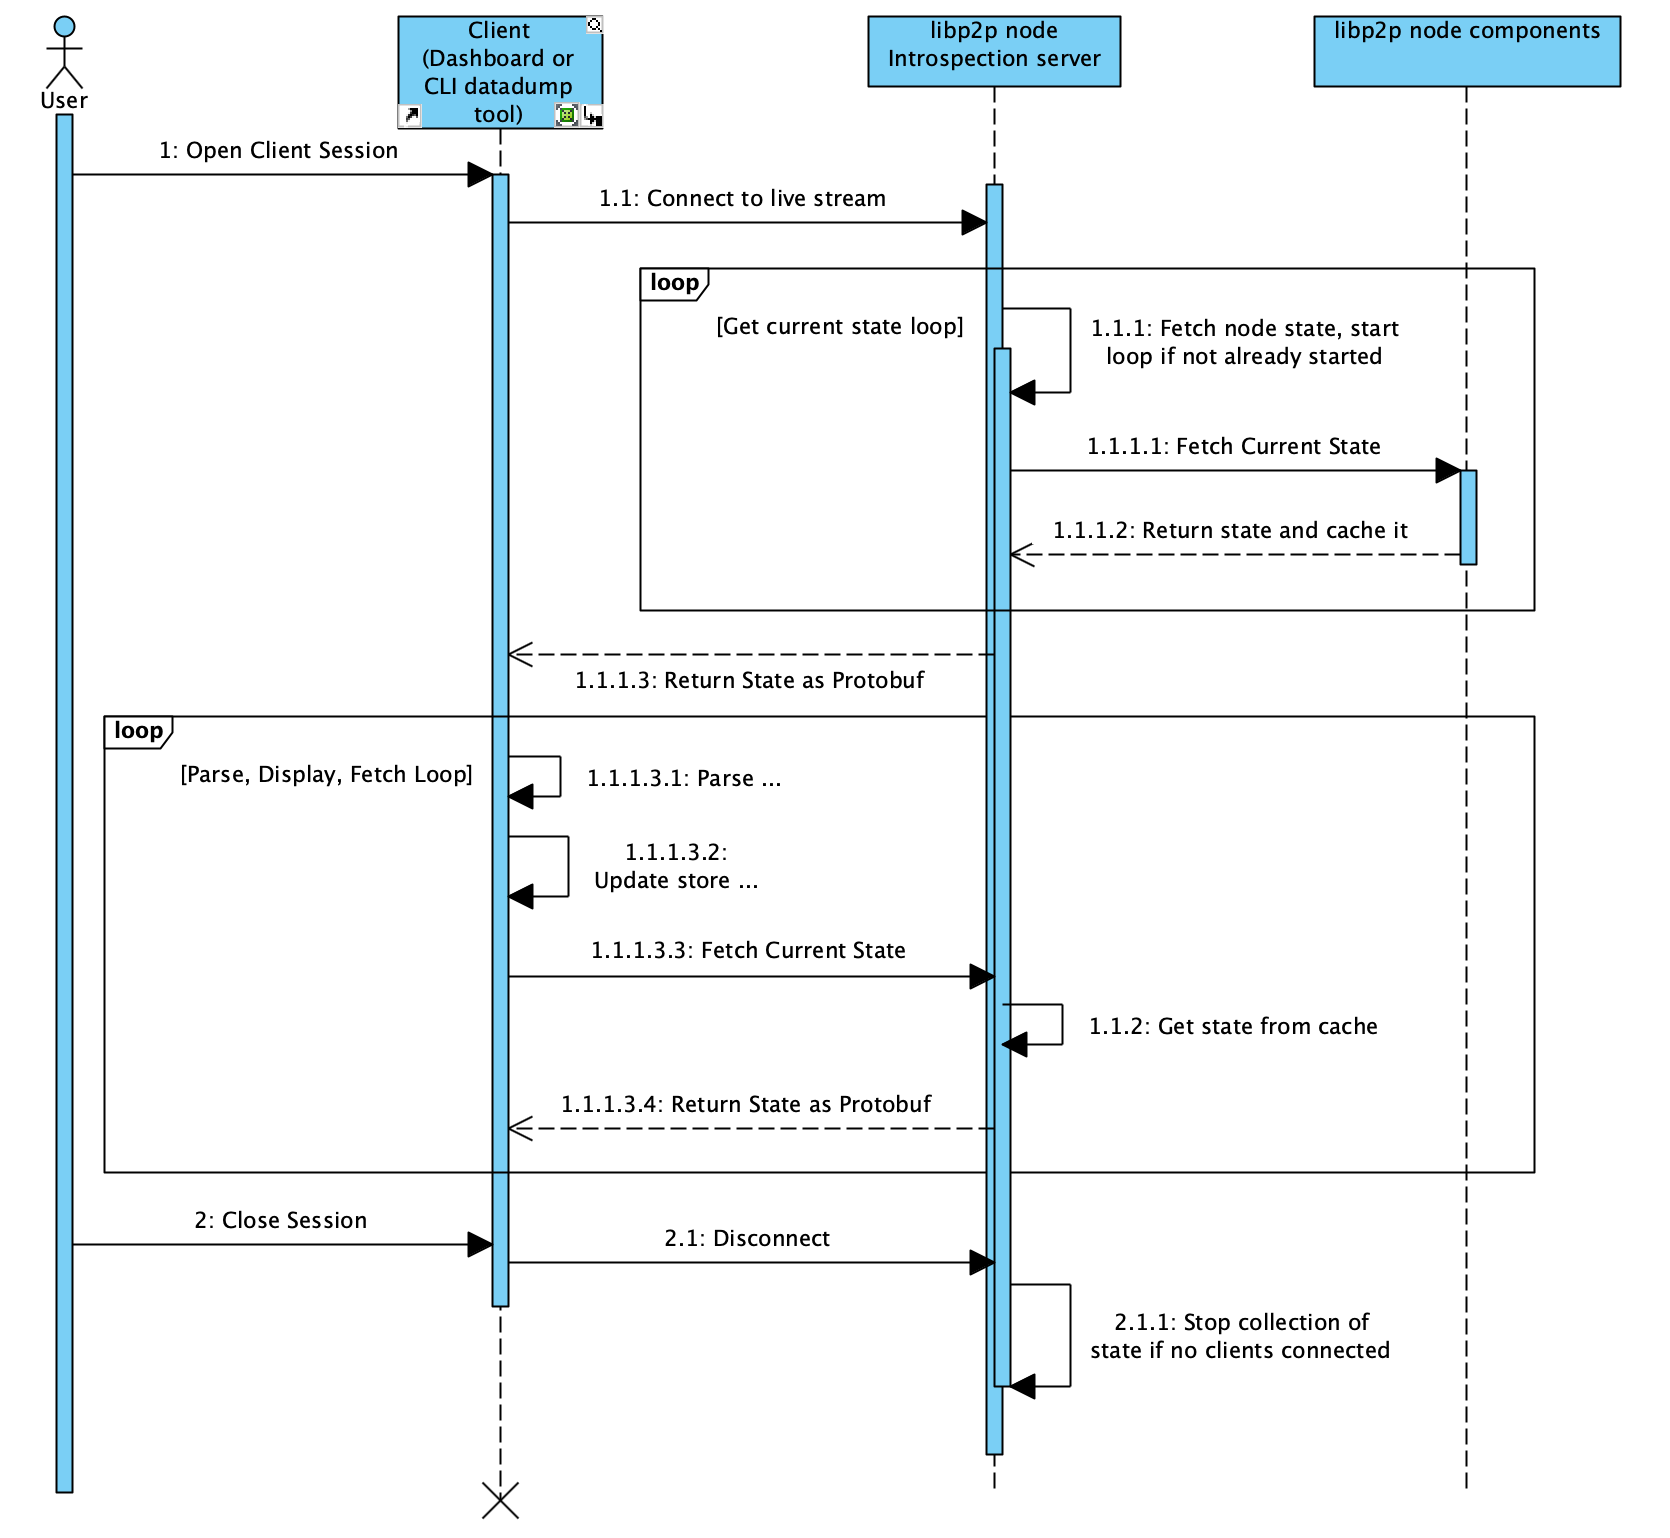 User
Client
(Dashboard or
CLI datadump
tool)
libp2p node
Introspection server
libp2p node components
1: Open Client Session
1.1: Connect to live stream
loop
[Get current state loop]
1.1.1: Fetch node state, start
loop if not already started
1.1.1.1: Fetch Current State
1.1.1.2: Return state and cache it
1.1.1.3: Return State as Protobuf
loop
[Parse, Display, Fetch Loop]
1.1.1.3.1: Parse ...
1.1.1.3.2:
Update store ...
1.1.1.3.3: Fetch Current State
1.1.2: Get state from cache
1.1.1.3.4: Return State as Protobuf
2: Close Session
2.1: Disconnect
2.1.1: Stop collection of
state if no clients connected